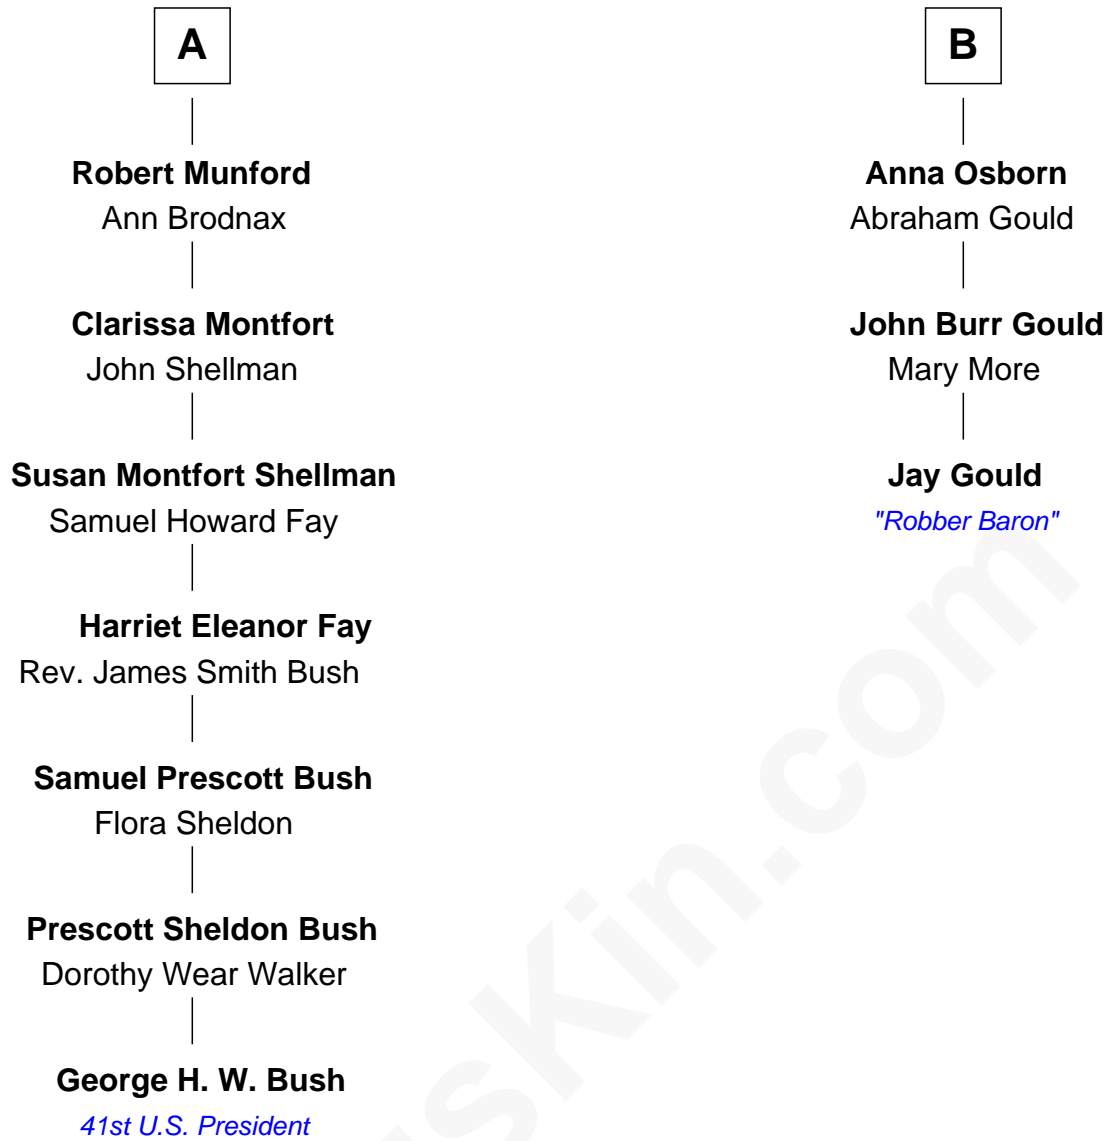 A
Robert Munford
Ann Brodnax
Clarissa Montfort
John Shellman
Susan Montfort Shellman
Samuel Howard Fay
Harriet Eleanor Fay
Rev. James Smith Bush
Samuel Prescott Bush
Flora Sheldon
Prescott Sheldon Bush
Dorothy Wear Walker
George H. W. Bush
41st U.S. President
B
Anna Osborn
Abraham Gould
John Burr Gould
Mary More
Jay Gould
"Robber Baron"